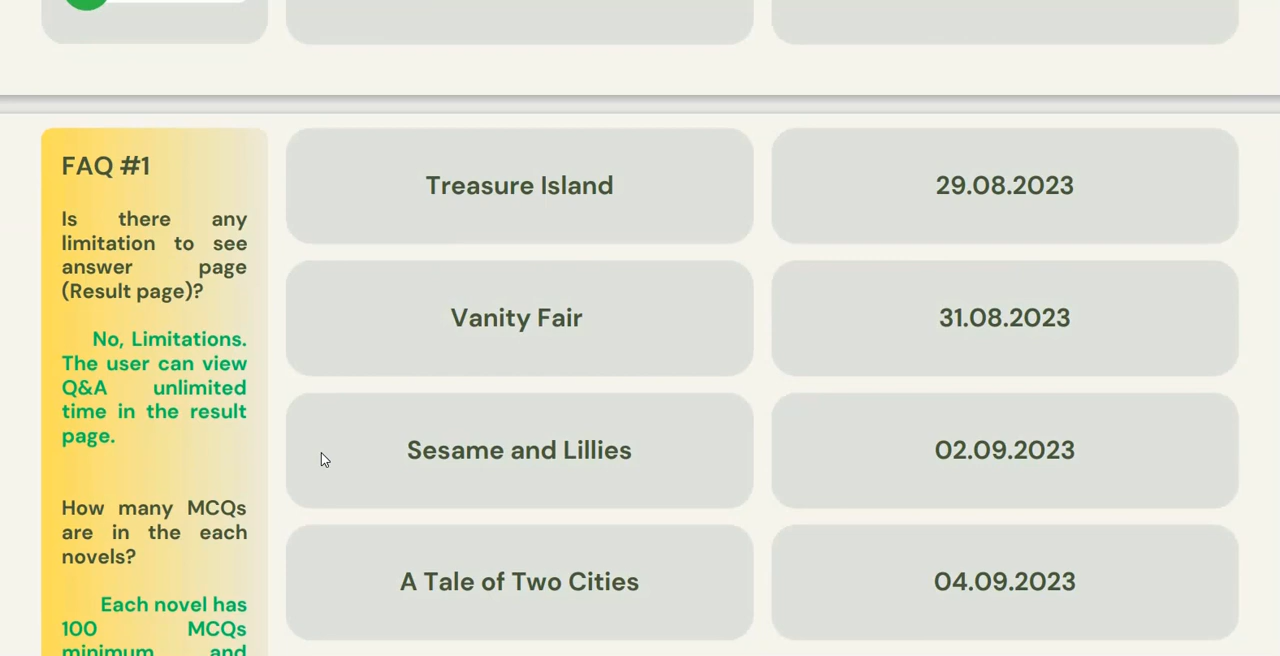 FAQ #1
Is there any
limitation to see
answer page
(Result page)?
No, Limitations.
The user can view
Q&A unlimited
time in the result
page.
How many MCQs
are in the each
novels?
Each novel has
100 MCQs
minimum and
Treasure Island
29.08.2023
Vanity Fair
31.08.2023
Sesame and Lillies
02.09.2023
A Tale of Two Cities
04.09.2023